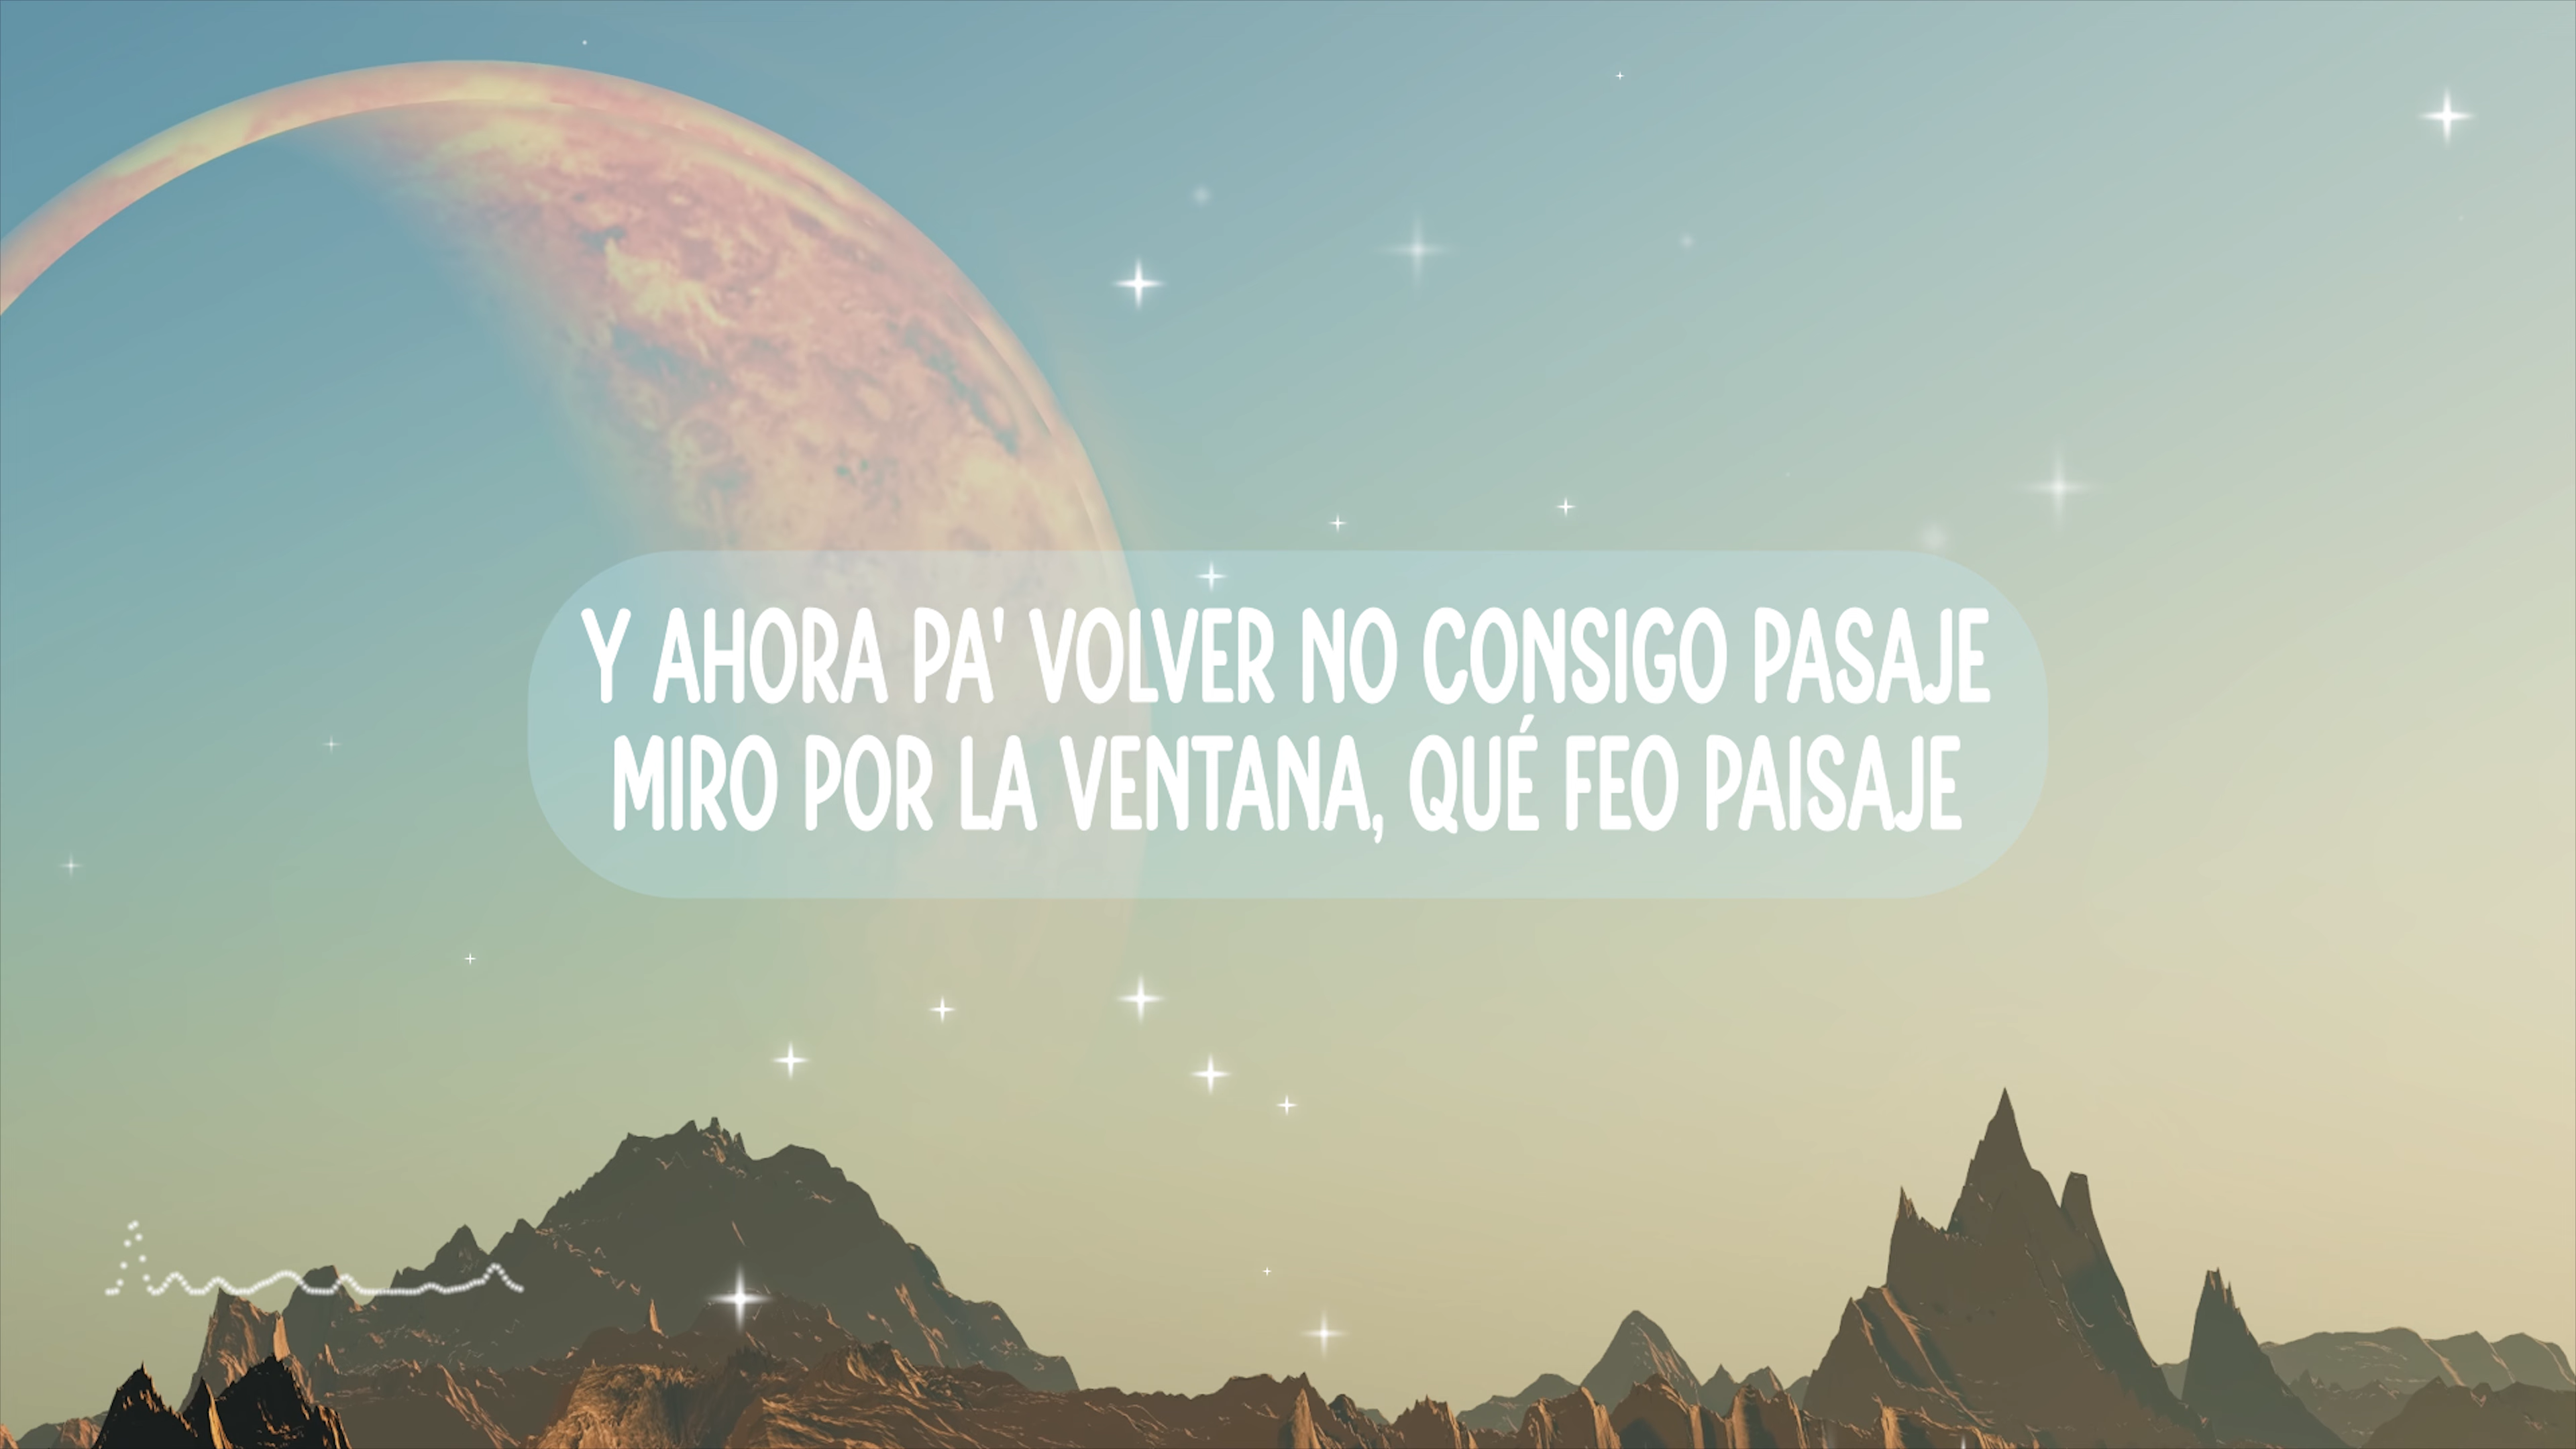 Y AHORA PA' VOLVER NO CONSIGO PASAJE
MIRO POR LA VENTANA, QUÉ FEO PAISAJE